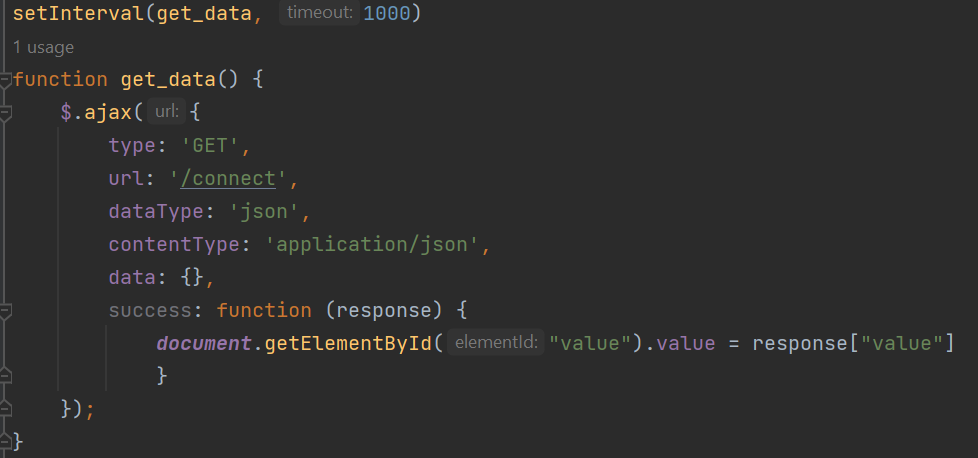 setInterval(get_data, timeout: 1000)
1 usage
function get_data() {
$.ajax( url: {
type: 'GET',
url: '/connect',
dataType: 'json',
contentType: 'application/json',
data: {},
success: function (response) {
document.getElementById( elementId: "value").value = response["value"]
}
});
}